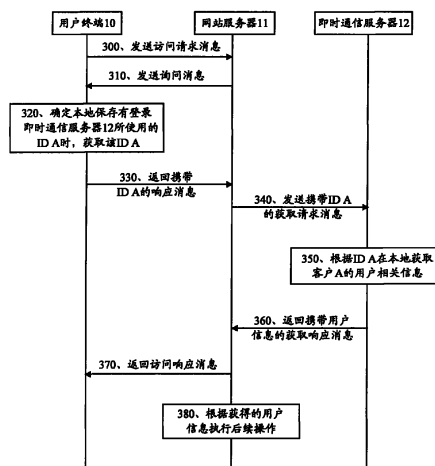 用户终端10
网站服务器11
即时通信服务器12
300、发送访问请求消息
310、发送询问消息
320、确定本地保存有登录
即时通信服务器12所使用的
ID A时，获取该ID A
330、返回携带
ID A的响应消息
340、发送携带ID A
的获取请求消息
350、根据ID A在本地获取
客户A的用户相关信息
360、返回携带用户
信息的获取响应消息
370、返回访问响应消息
380、根据获得的用户
信息执行后续操作